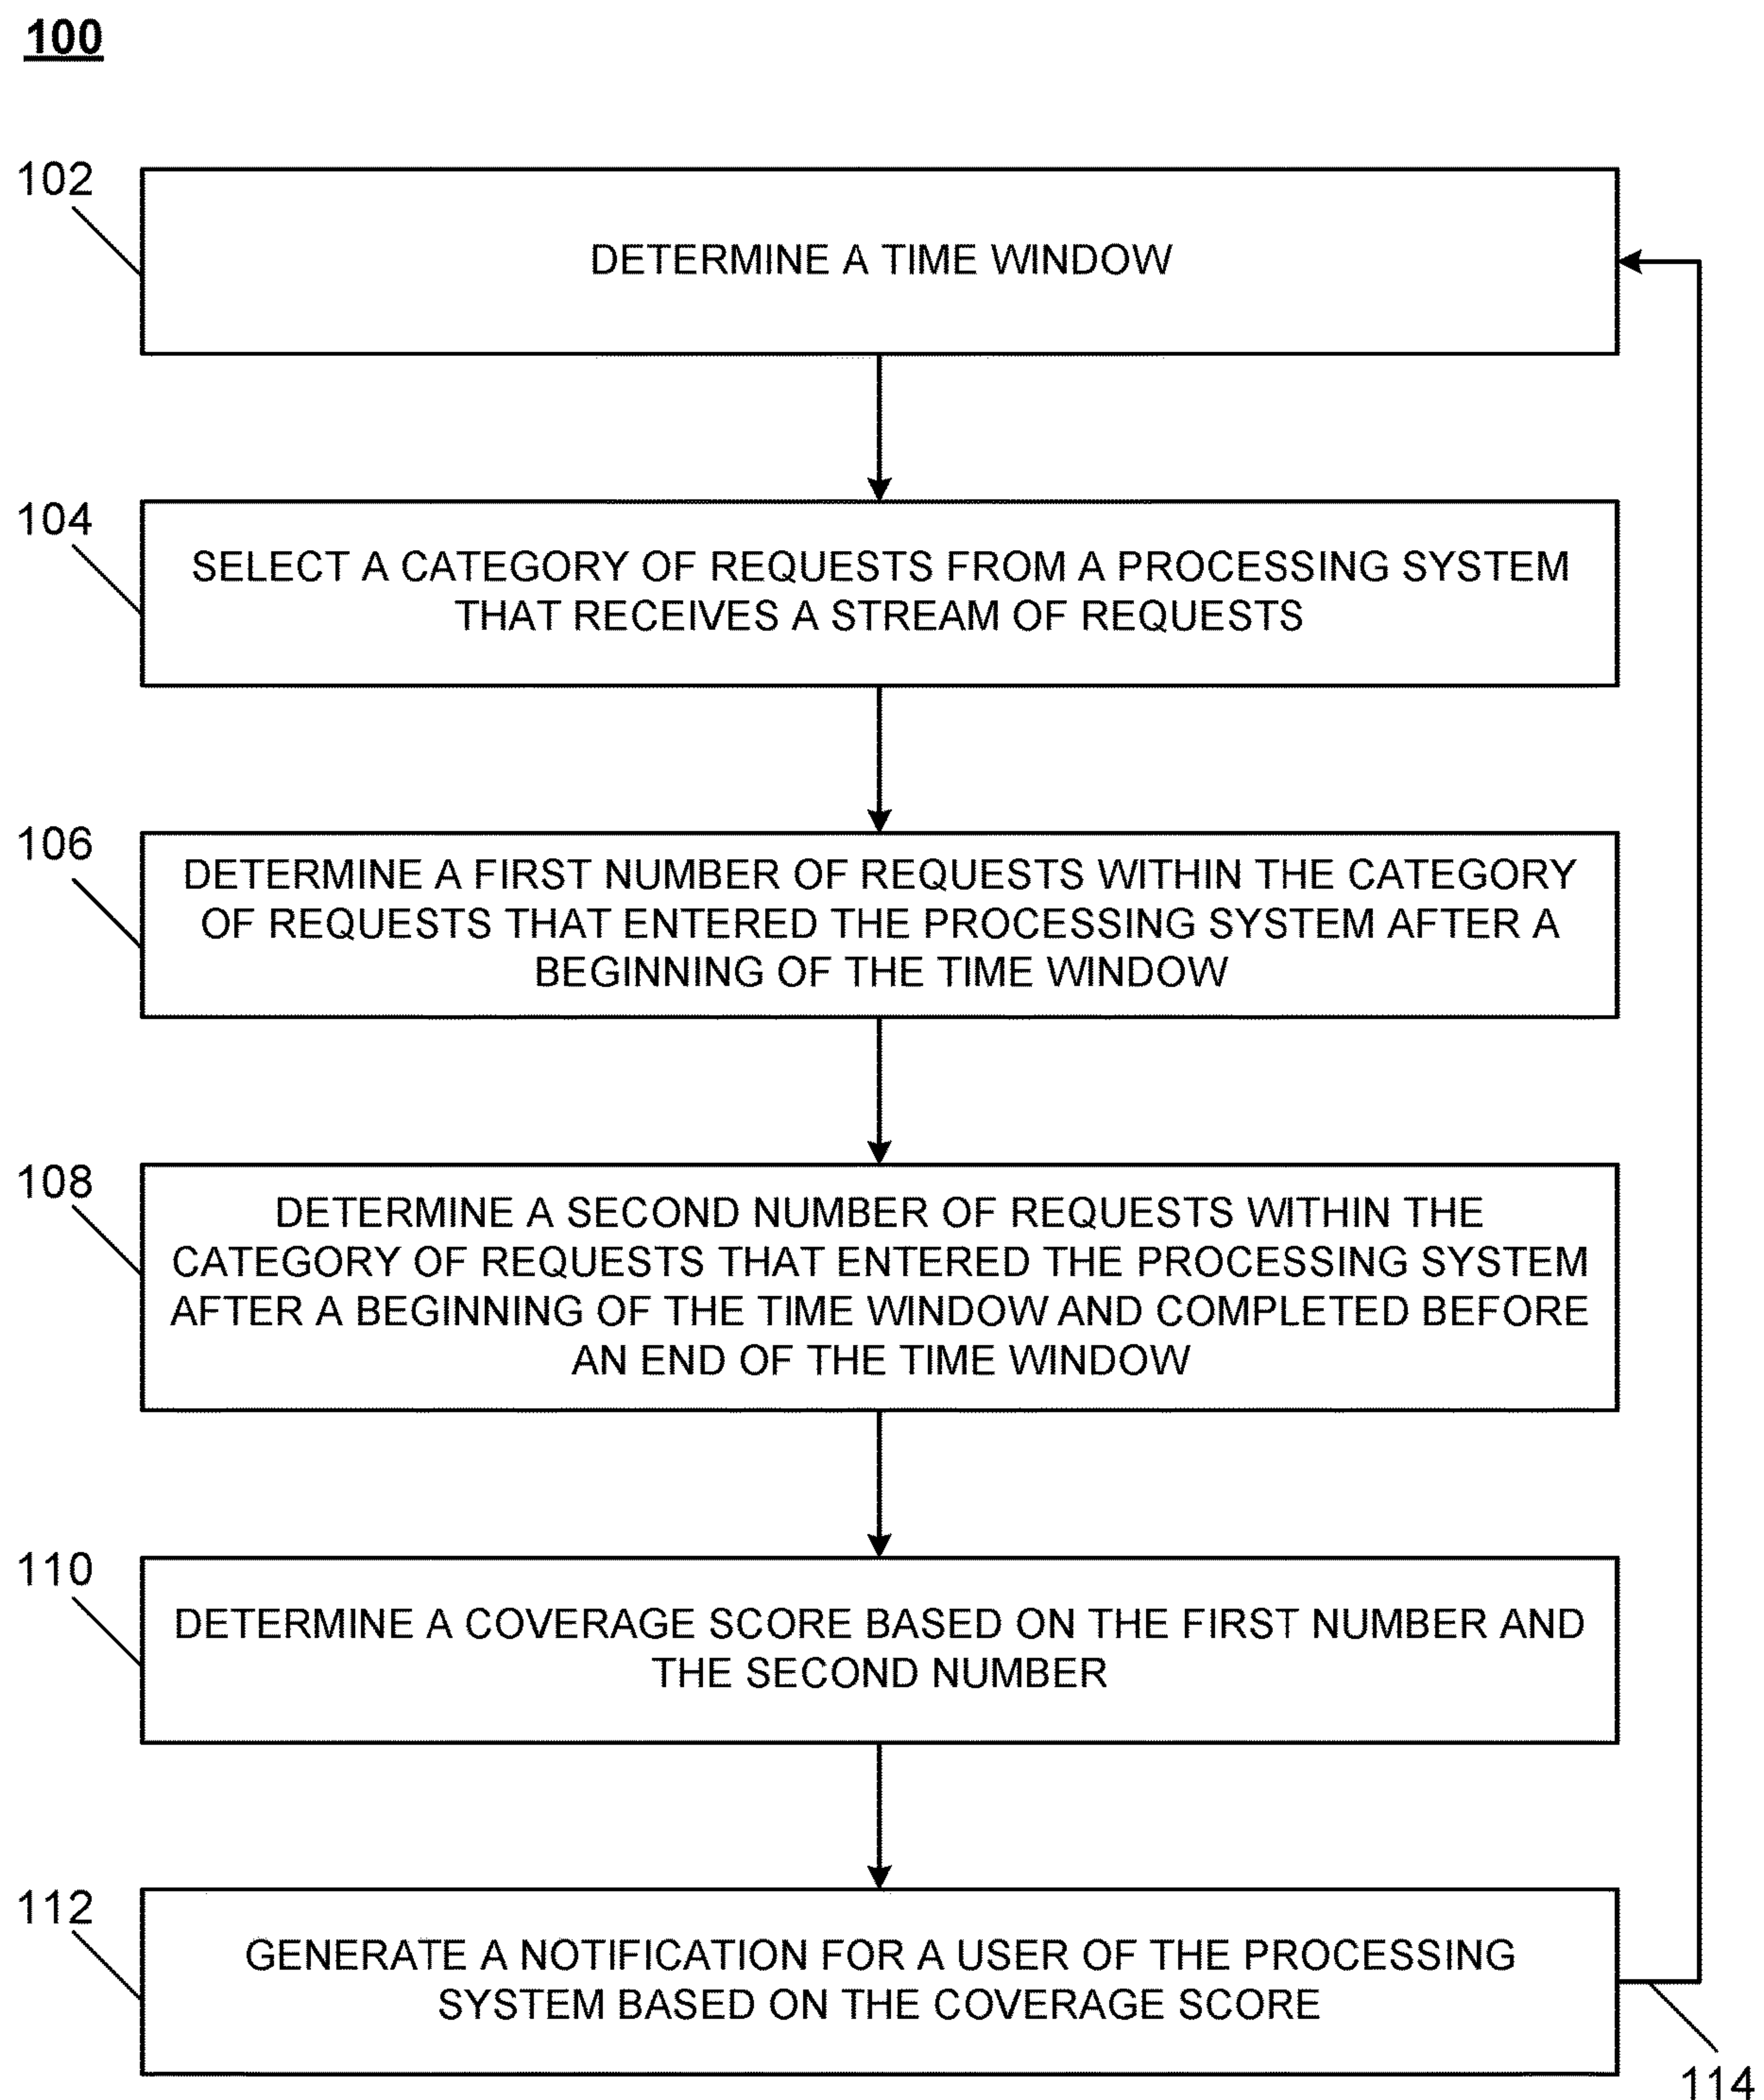 100
102
DETERMINE A TIME WINDOW
104
SELECT A CATEGORY OF REQUESTS FROM A PROCESSING SYSTEM
THAT RECEIVES A STREAM OF REQUESTS
106
DETERMINE A FIRST NUMBER OF REQUESTS WITHIN THE CATEGORY
OF REQUESTS THAT ENTERED THE PROCESSING SYSTEM AFTER A
BEGINNING OF THE TIME WINDOW
108
DETERMINE A SECOND NUMBER OF REQUESTS WITHIN THE
CATEGORY OF REQUESTS THAT ENTERED THE PROCESSING SYSTEM
AFTER A BEGINNING OF THE TIME WINDOW AND COMPLETED BEFORE
AN END OF THE TIME WINDOW
110
DETERMINE A COVERAGE SCORE BASED ON THE FIRST NUMBER AND
THE SECOND NUMBER
112
GENERATE A NOTIFICATION FOR A USER OF THE PROCESSING
SYSTEM BASED ON THE COVERAGE SCORE
114